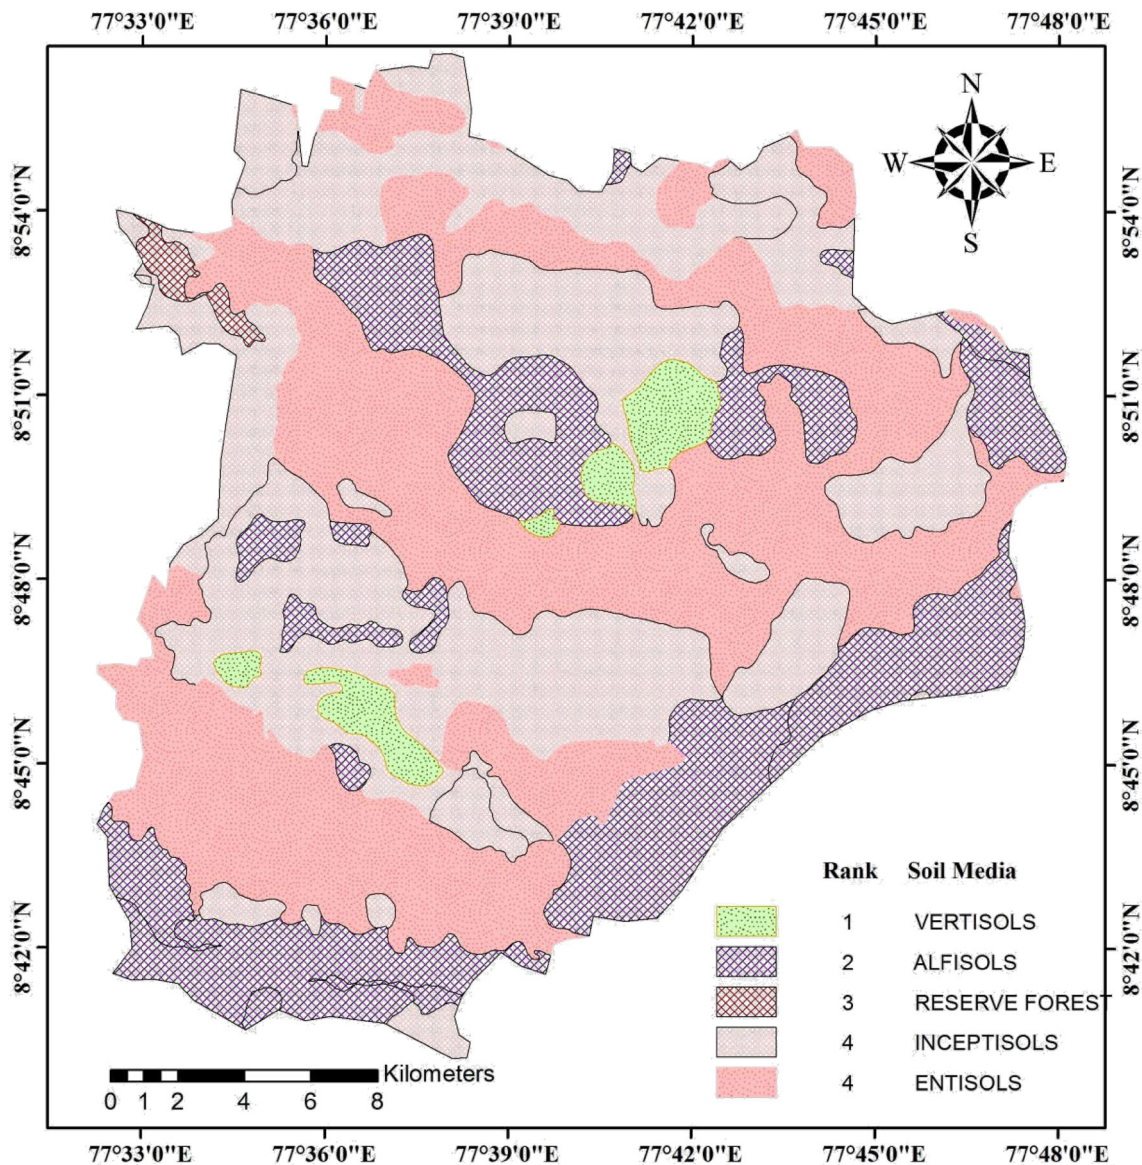 77°33'0"E 77°36'0"E 77°39'0"E 77°42'0"E 77°45'0"E 77°48'0"E
N
W E
S
8°54'0"N 8°54'0"N
8°51'0"N 8°51'0"N
8°48'0"N 8°48'0"N
8°45'0"N 8°45'0"N
8°42'0"N 8°42'0"N
Rank Soil Media
1 VERTISOLS
2 ALFISOLS
3 RESERVE FOREST
4 INCEPTISOLS
4 ENTISOLS
Kilometers
0 1 2 4 6 8
77°33'0"E 77°36'0"E 77°39'0"E 77°42'0"E 77°45'0"E 77°48'0"E